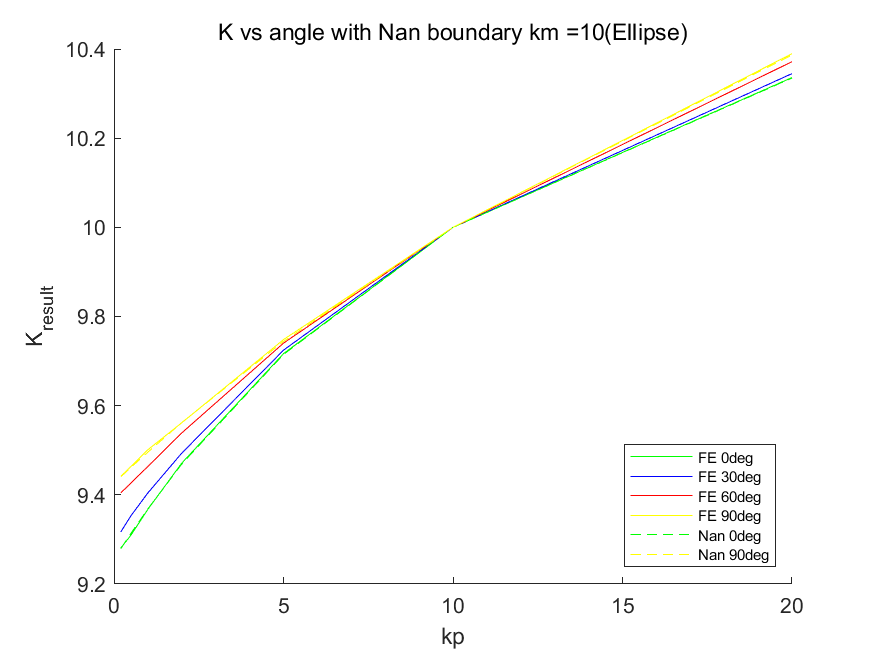 K vs angle with Nan boundary km =10(Ellipse)
10.4
10.2
10
9.8
9.6
9.4
9.2
K_result
0
5
10
15
20
kp
FE 0deg
FE 30deg
FE 60deg
FE 90deg
Nan 0deg
Nan 90deg